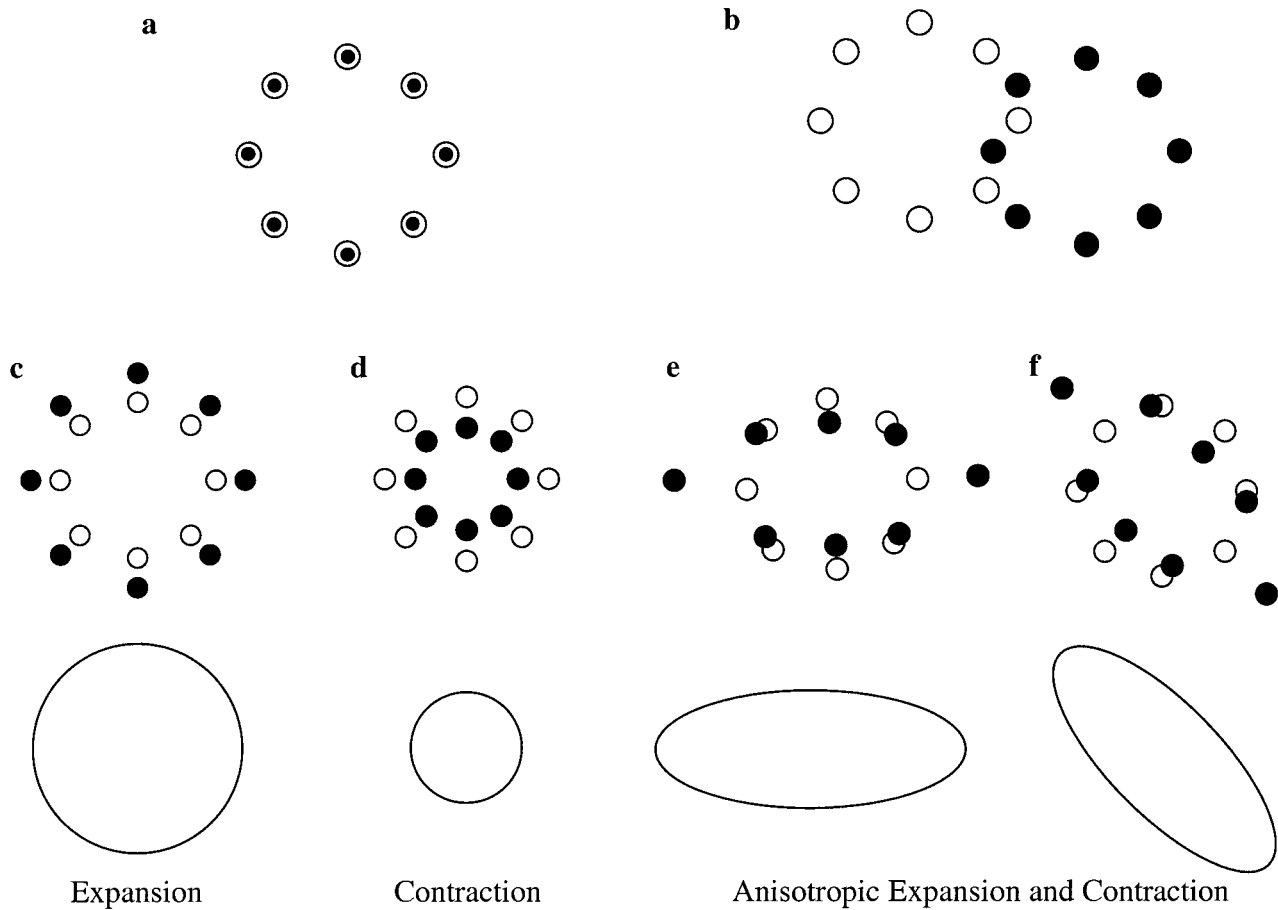 a
b
c
d
e
f
Expansion
Contraction
Anisotropic Expansion and Contraction